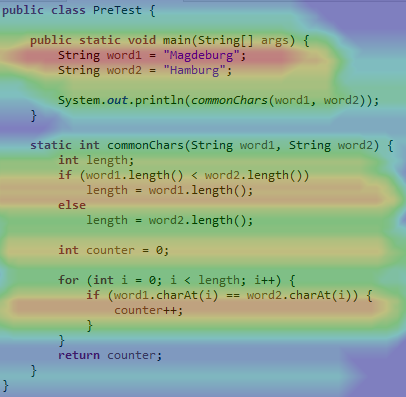 public class PreTest {
    public static void main(String[] args) {
        String word1 = "Magdeburg";
        String word2 = "Hamburg";
        System.out.println(commonChars(word1, word2));
    }
    static int commonChars(String word1, String word2) {
        int length;
        if (word1.length() < word2.length())
            length = word1.length();
        else
            length = word2.length();
        int counter = 0;
        for (int i = 0; i < length; i++) {
            if (word1.charAt(i) == word2.charAt(i)) {
                counter++;
            }
        }
        return counter;
    }
}